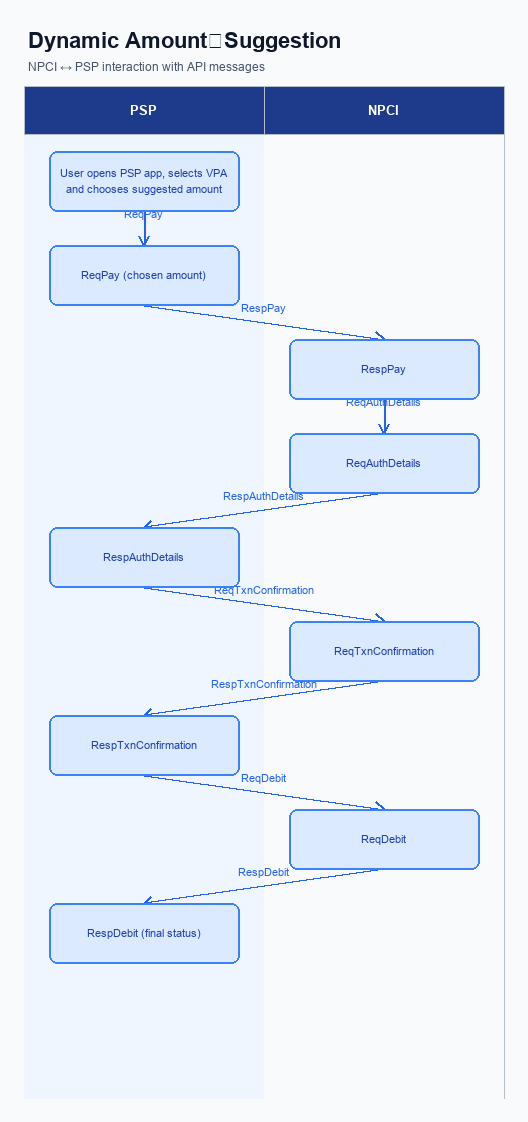 Dynamic Amount□Suggestion
NPCI ↔ PSP interaction with API messages
PSP
NPCI
User opens PSP app, selects VPA
and chooses suggested amount
ReqPay
ReqPay (chosen amount)
RespPay
RespPay
ReqAuthDetails
ReqAuthDetails
RespAuthDetails
RespAuthDetails
ReqTxnConfirmation
ReqTxnConfirmation
RespTxnConfirmation
RespTxnConfirmation
ReqDebit
ReqDebit
RespDebit
RespDebit (final status)